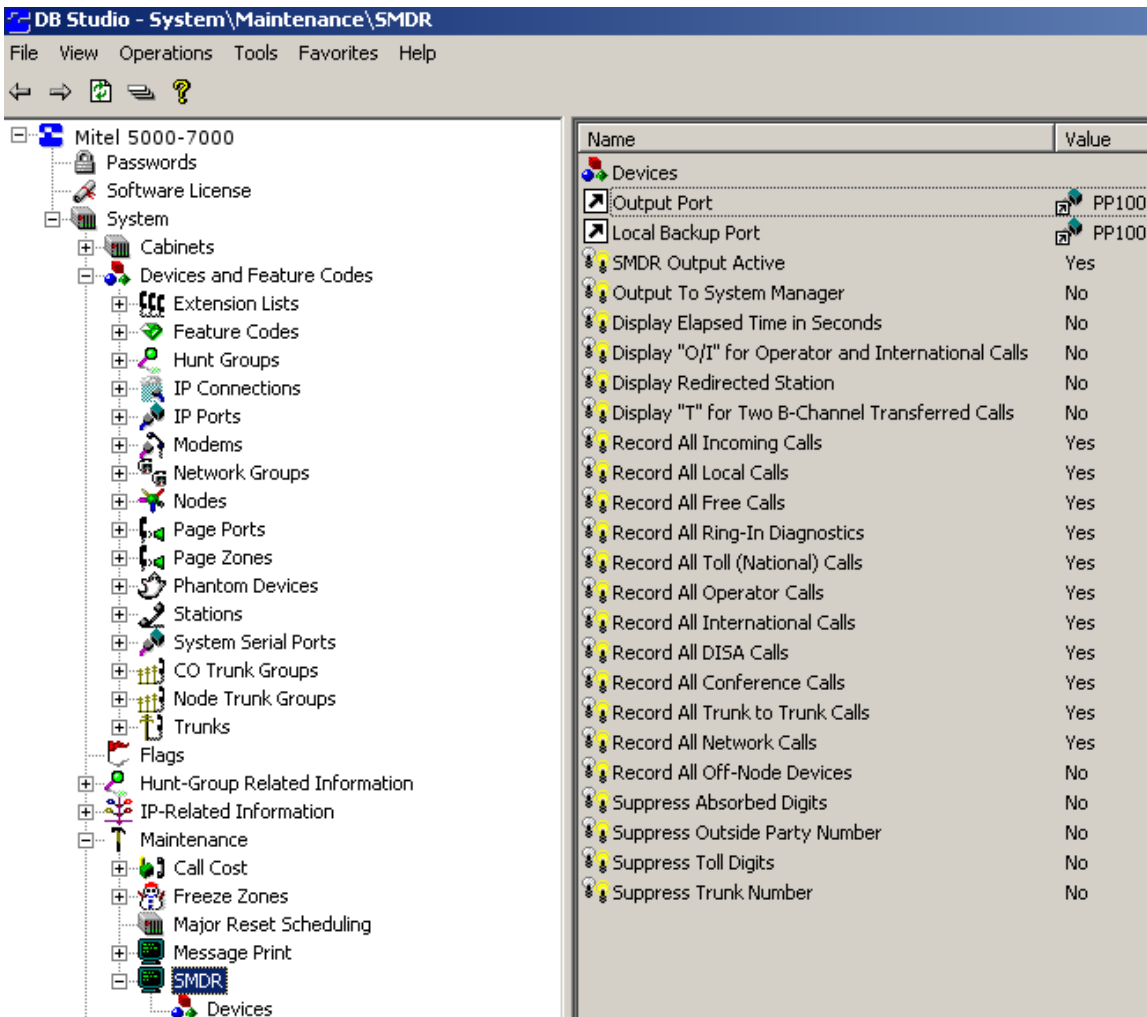 DB Studio - System\Maintenance\SMDR
File View Operations Tools Favorites Help
Mitel 5000-7000
Passwords
Software License
System
Cabinets
Devices and Feature Codes
Extension Lists
Feature Codes
Hunt Groups
IP Connections
IP Ports
Modems
Network Groups
Nodes
Page Ports
Page Zones
Phantom Devices
Stations
System Serial Ports
CO Trunk Groups
Node Trunk Groups
Trunks
Flags
Hunt-Group Related Information
IP-Related Information
Maintenance
Call Cost
Freeze Zones
Major Reset Scheduling
Message Print
SMDR
Devices
Name Value
Devices
Output Port PP100
Local Backup Port PP100
SMDR Output Active Yes
Output To System Manager No
Display Elapsed Time in Seconds No
Display "O/I" for Operator and International Calls No
Display Redirected Station No
Display "T" for Two B-Channel Transferred Calls No
Record All Incoming Calls Yes
Record All Local Calls Yes
Record All Free Calls Yes
Record All Ring-In Diagnostics Yes
Record All Toll (National) Calls Yes
Record All Operator Calls Yes
Record All International Calls Yes
Record All DISA Calls Yes
Record All Conference Calls Yes
Record All Trunk to Trunk Calls Yes
Record All Network Calls Yes
Record All Off-Node Devices No
Suppress Absorbed Digits No
Suppress Outside Party Number No
Suppress Toll Digits No
Suppress Trunk Number No